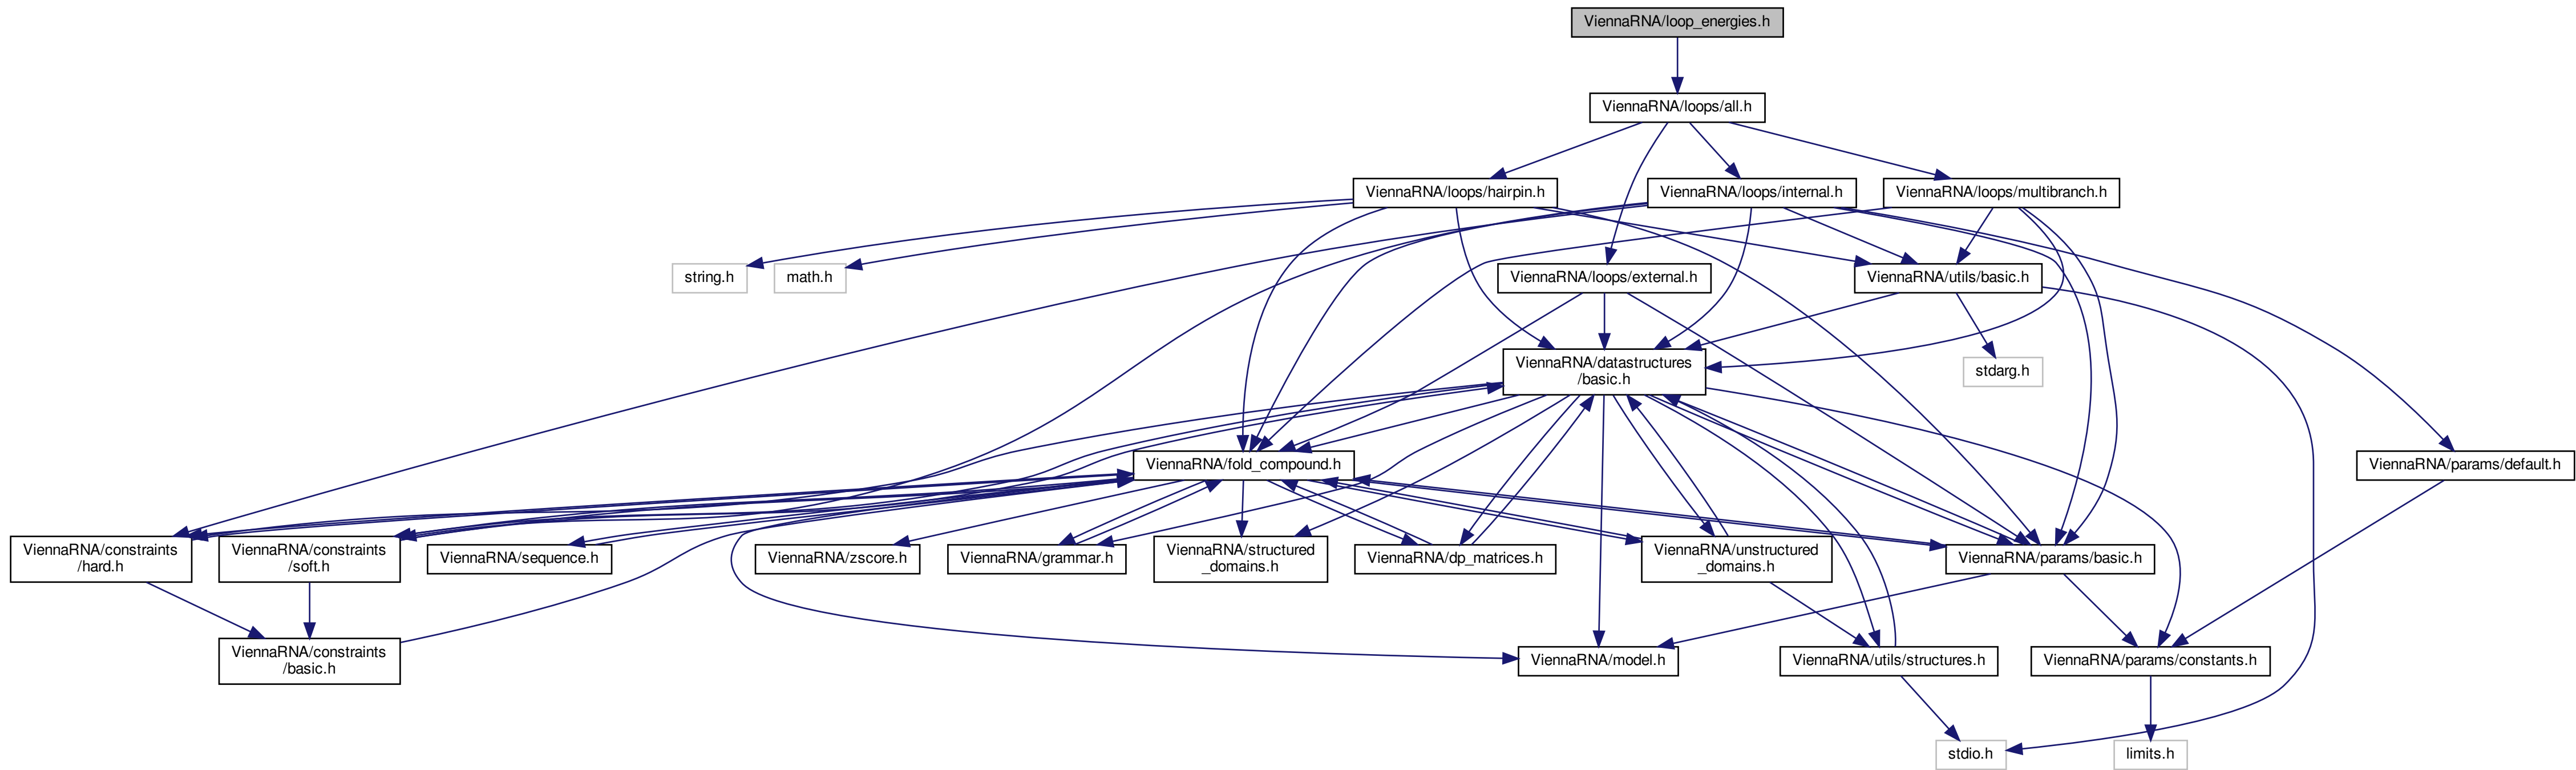 ViennaRNA/loop_energies.h
ViennaRNA/loops/all.h
ViennaRNA/loops/hairpin.h
ViennaRNA/loops/internal.h
ViennaRNA/loops/multibranch.h
string.h
math.h
ViennaRNA/loops/external.h
ViennaRNA/utils/basic.h
ViennaRNA/datastructures
/basic.h
stdarg.h
ViennaRNA/fold_compound.h
ViennaRNA/params/default.h
ViennaRNA/constraints
/hard.h
ViennaRNA/constraints
/soft.h
ViennaRNA/sequence.h
ViennaRNA/zscore.h
ViennaRNA/grammar.h
ViennaRNA/structured
_domains.h
ViennaRNA/dp_matrices.h
ViennaRNA/unstructured
_domains.h
ViennaRNA/params/basic.h
ViennaRNA/constraints
/basic.h
ViennaRNA/model.h
ViennaRNA/utils/structures.h
ViennaRNA/params/constants.h
stdio.h
limits.h